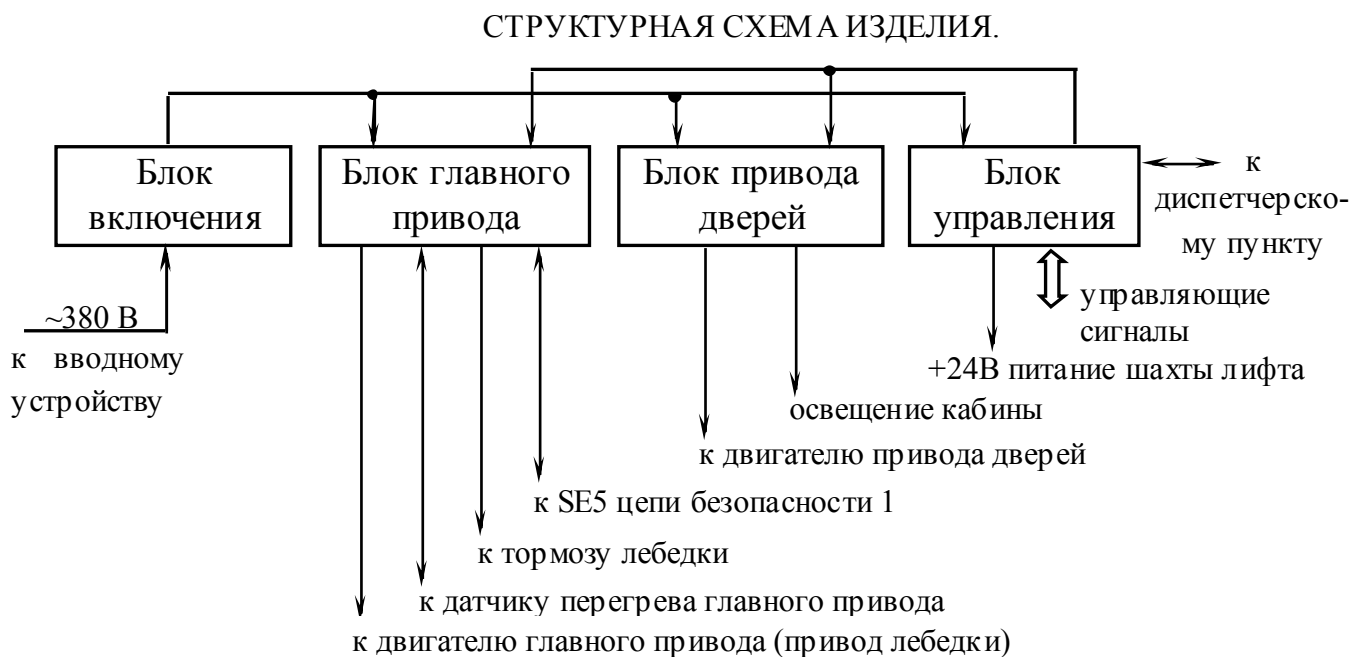 СТРУКТУРНАЯ СХЕМА ИЗДЕЛИЯ.
Блок
включения
Блок главного
привода
Блок привода
дверей
Блок
управления
к
диспетчерско-
му пункту
~380 В
к вводному
устройству
управляющие
сигналы
+24В питание шахты лифта
освещение кабины
к двигателю привода дверей
к SE5 цепи безопасности 1
к тормозу лебедки
к датчику перегрева главного привода
к двигателю главного привода (привод лебедки)